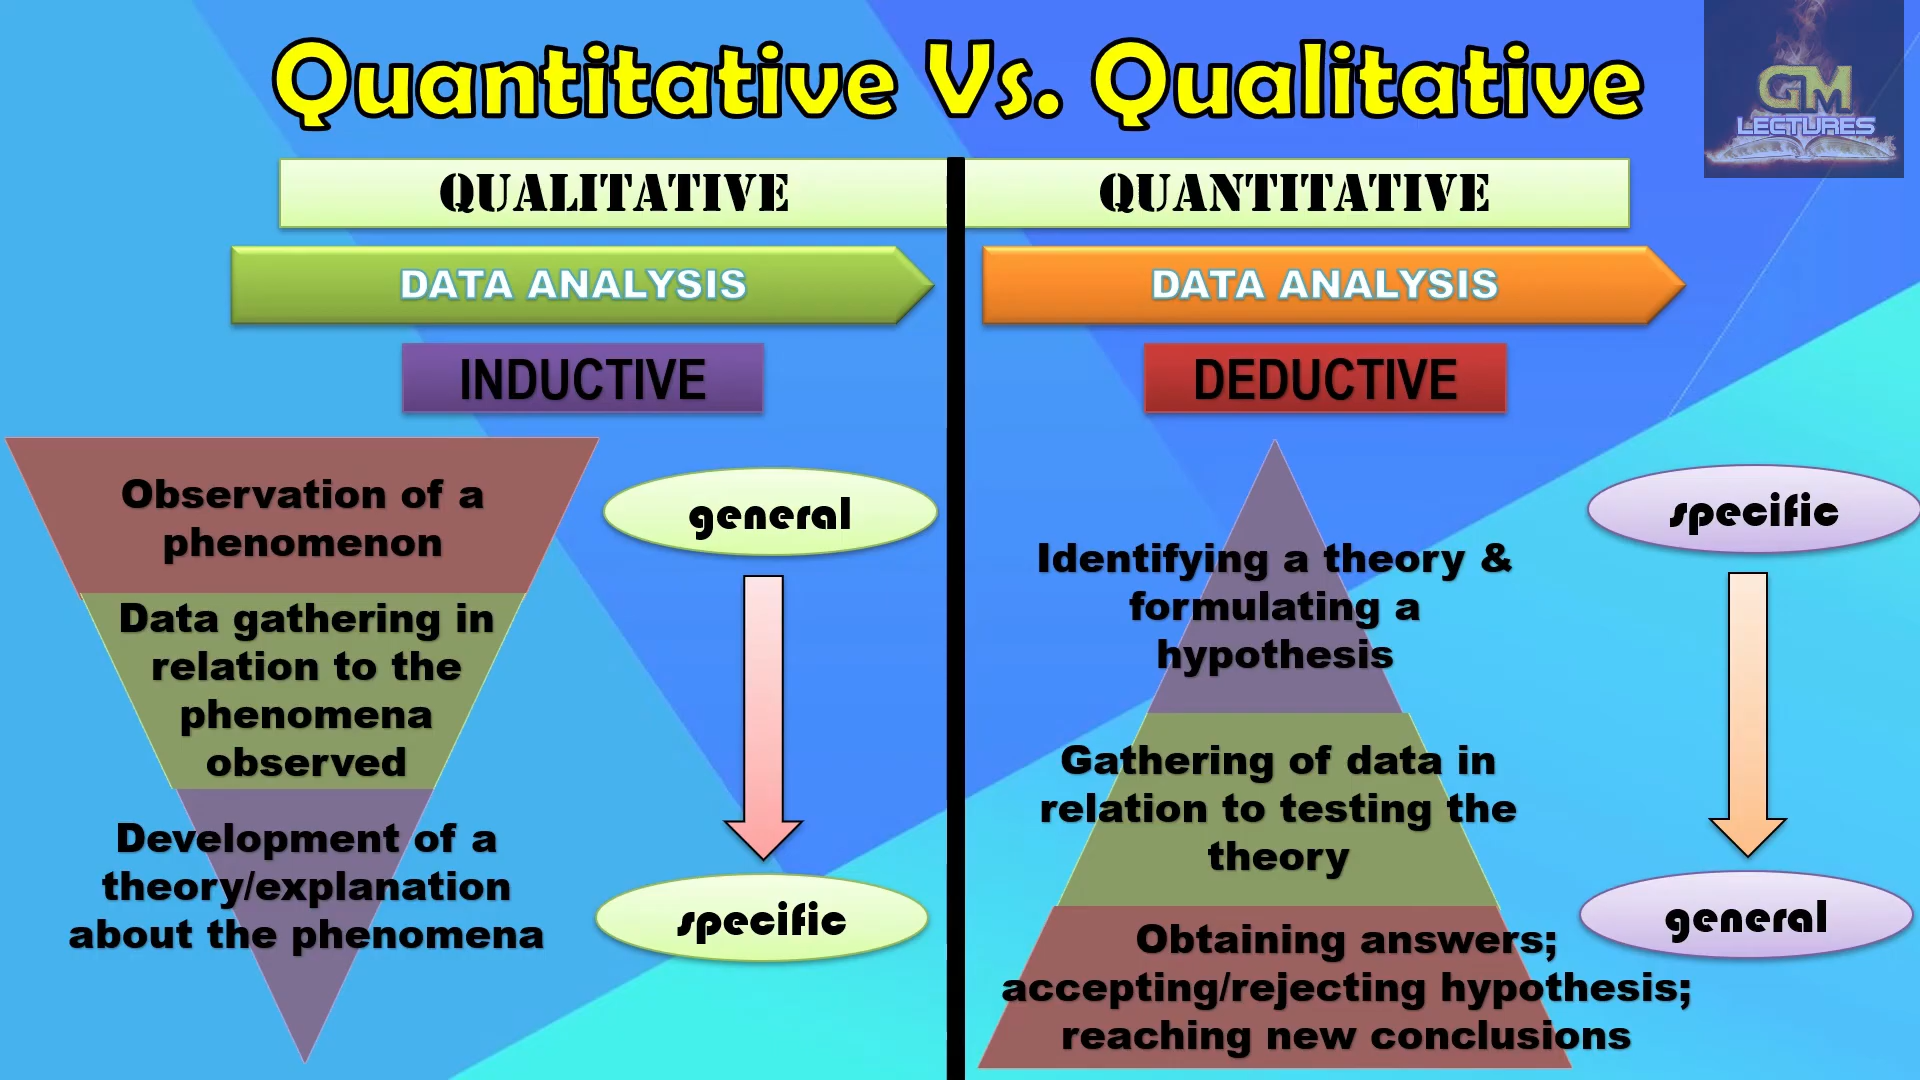 Quantitative Vs. Qualitative
GM
LECTURES
QUALITATIVE
DATA ANALYSIS
INDUCTIVE
Observation of a
phenomenon
Data gathering in
relation to the
phenomena
observed
Development of a
theory/explanation
about the phenomena
general
specific
QUANTITATIVE
DATA ANALYSIS
DEDUCTIVE
Identifying a theory &
formulating a
hypothesis
Gathering of data in
relation to testing the
theory
Obtaining answers;
accepting/rejecting hypothesis;
reaching new conclusions
specific
general